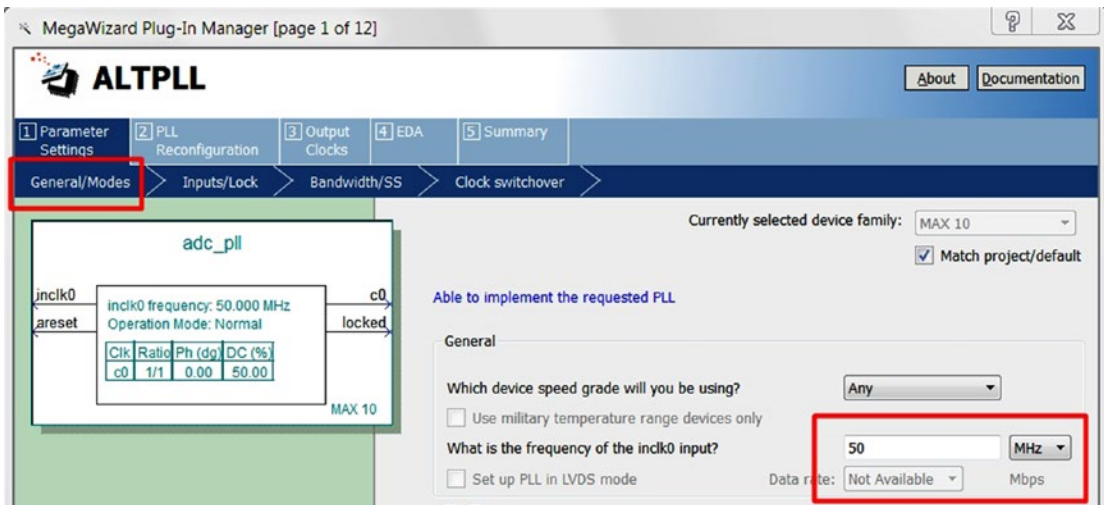 MegaWizard Plug-In Manager [page 1 of 12]
ALTPLL
About
Documentation
1 Parameter Settings
2 PLL Reconfiguration
3 Output Clocks
4 EDA
5 Summary
General/Modes
Inputs/Lock
Bandwidth/SS
Clock switchover
adc_pll
inclk0
areset
inclk0 frequency: 50.000 MHz
Operation Mode: Normal
Clk Ratio Ph (dg) DC (%)
c0 1/1 0.00 50.00
c0
locked
MAX 10
Currently selected device family: MAX 10
Match project/default
Able to implement the requested PLL
General
Which device speed grade will you be using? Any
Use military temperature range devices only
What is the frequency of the inclk0 input? 50 MHz
Set up PLL in LVDS mode Data rate: Not Available Mbps